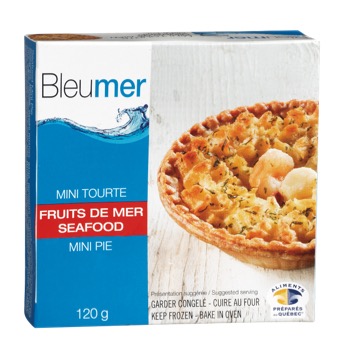 Bleumer
MINI TOURTE
FRUITS DE MER
SEAFOOD
MINI PIE
120 g
Présentation suggérée / Suggested serving
GARDER CONGELÉ - CUIRE AU FOUR
KEEP FROZEN - BAKE IN OVEN
ALIMENTS
PRÉPARÉS
AU QUÉBEC